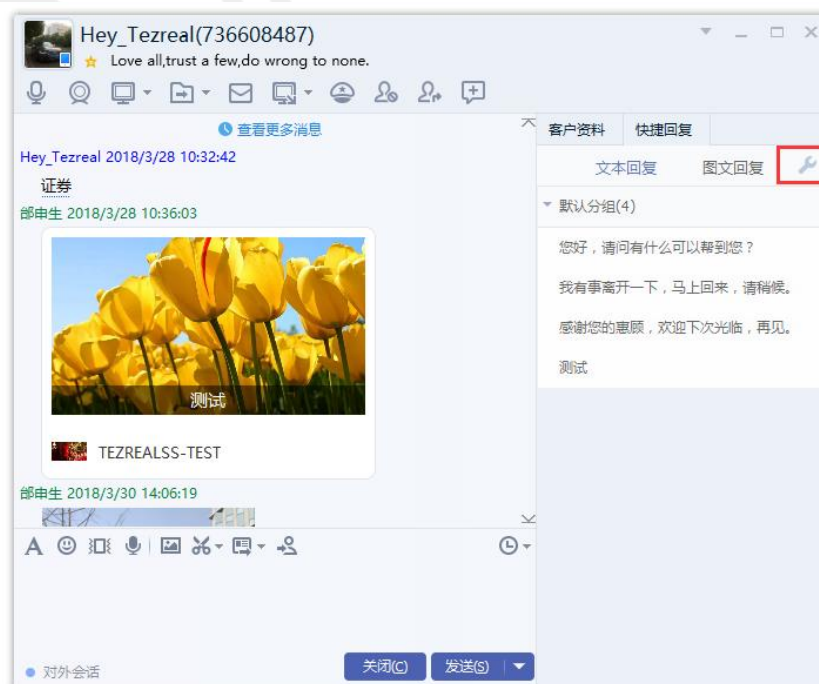 Hey_Tezreal(736608487)
Love all,trust a few,do wrong to none.
查看更多消息
Hey_Tezreal 2018/3/28 10:32:42
证券
邰申生 2018/3/28 10:36:03
测试
TEZREALSS-TEST
邰申生 2018/3/30 14:06:19
对外会话
关闭(C)
发送(S)
客户资料 快捷回复
文本回复 图文回复
默认分组(4)
您好，请问有什么可以帮到您？
我有事离开一下，马上回来，请稍候。
感谢您的惠顾，欢迎下次光临，再见。
测试